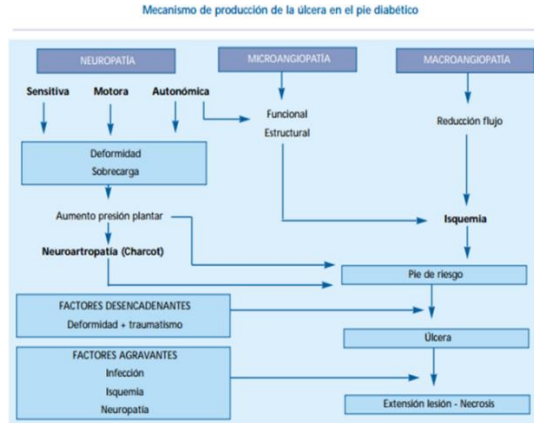 Mecanismo de producción de la úlcera en el pie diabético
NEUROPATÍA
MICROANGIOPATÍA
MACROANGIOPATÍA
Sensitiva Motora Autonómica
Funcional
Estructural
Reducción flujo
Deformidad
Sobrecarga
Aumento presión plantar
Isquemia
Neuroartropatía (Charcot)
Pie de riesgo
FACTORES DESENCADENANTES
Deformidad + traumatismo
Úlcera
FACTORES AGRAVANTES
Infección
Isquemia
Neuropatía
Extensión lesión - Necrosis